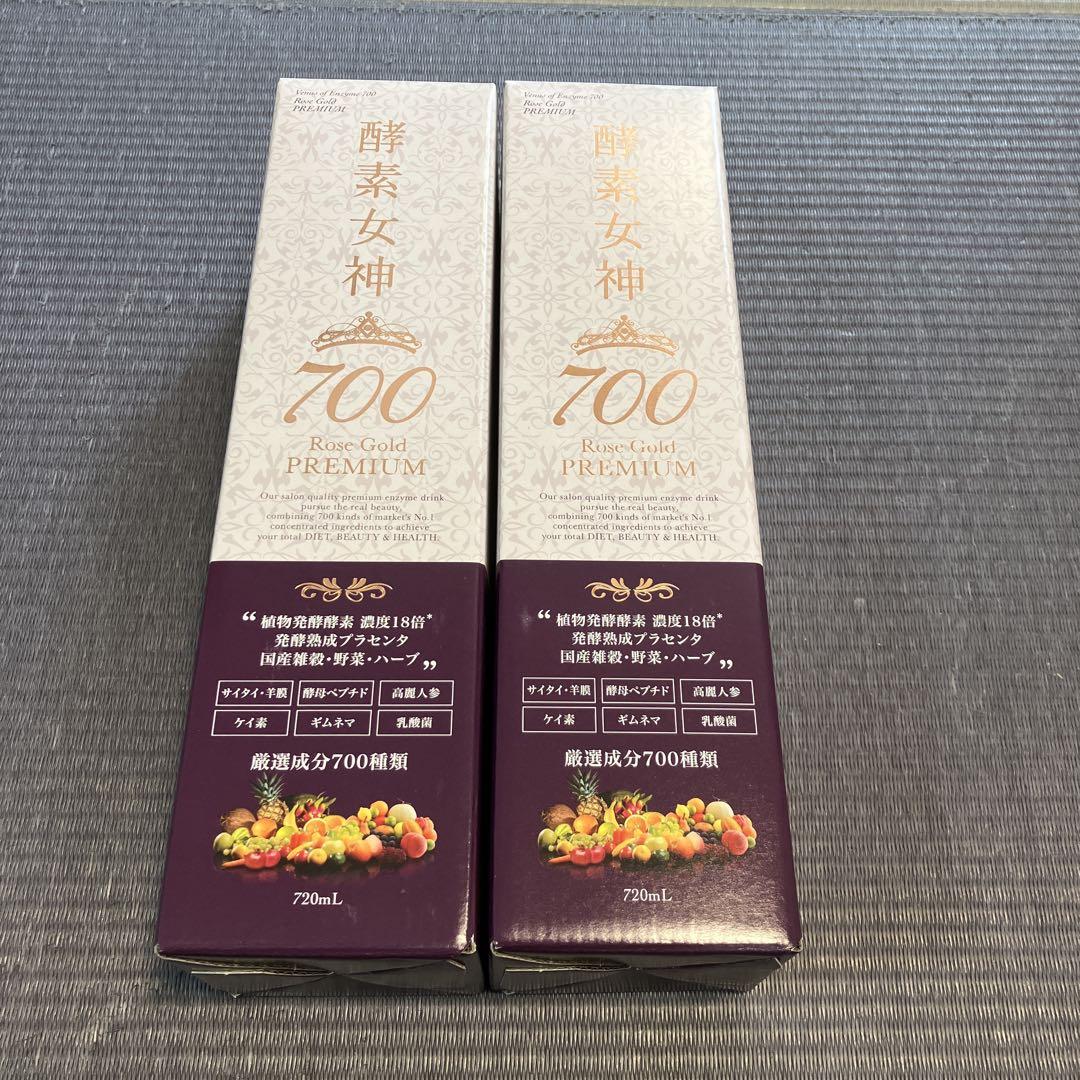 Venus of Enzyme 700
Rose Gold
PREMIUM
酵素女神
700
Rose Gold
PREMIUM
Our salon quality premium enzyme drink
pursue the real beauty,
combining 700 kinds of market's No.1
concentrated ingredients to achieve
your total DIET, BEAUTY & HEALTH.
“植物発酵酵素 濃度18倍*
発酵熟成プラセンタ
国産雑穀・野菜・ハーブ„
サイタイ・羊膜 酵母ペプチド 高麗人参
ケイ素 ギムネマ 乳酸菌
厳選成分700種類
720mL
Venus of Enzyme 700
Rose Gold
PREMIUM
酵素女神
700
Rose Gold
PREMIUM
Our salon quality premium enzyme drink
pursue the real beauty,
combining 700 kinds of market's No.1
concentrated ingredients to achieve
your total DIET, BEAUTY & HEALTH.
“植物発酵酵素 濃度18倍*
発酵熟成プラセンタ
国産雑穀・野菜・ハーブ„
サイタイ・羊膜 酵母ペプチド 高麗人参
ケイ素 ギムネマ 乳酸菌
厳選成分700種類
720mL